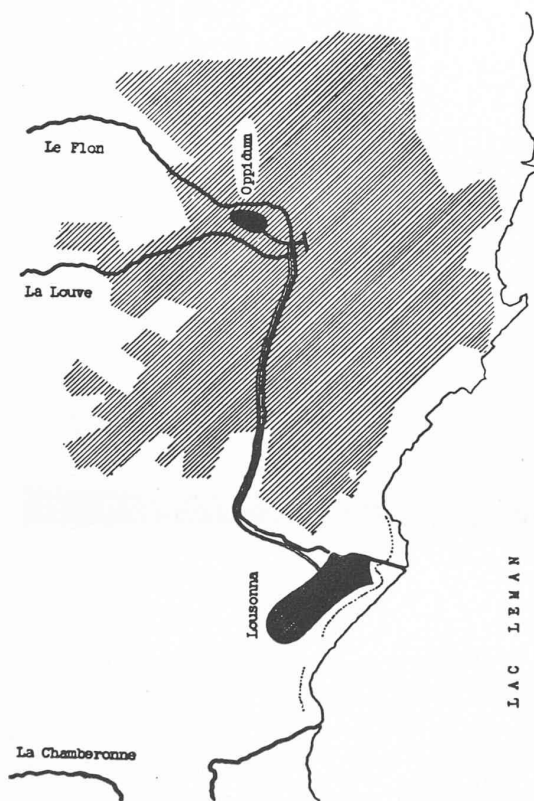 Le Flon
Oppidum
La Louve
Lousonna
LAC LEMAN
La Chamberonne